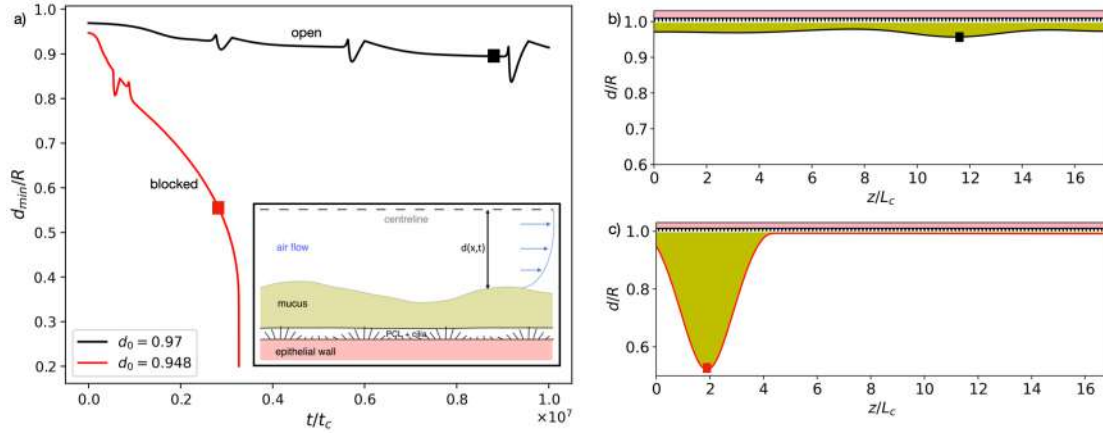 a)
open
blocked
d_min/R
1.0
0.9
0.8
0.7
0.6
0.5
0.4
0.3
0.2
0.0
0.2
0.4
0.6
0.8
1.0
×10⁷
t/t_c
d₀ = 0.97
d₀ = 0.948
centreline
air flow
d(x,t)
mucus
PCL + cilia
epithelial wall
b)
d/R
1.0
0.9
0.8
0.7
0.6
0
2
4
6
8
10
12
14
16
z/L_c
c)
d/R
1.0
0.8
0.6
0
2
4
6
8
10
12
14
16
z/L_c